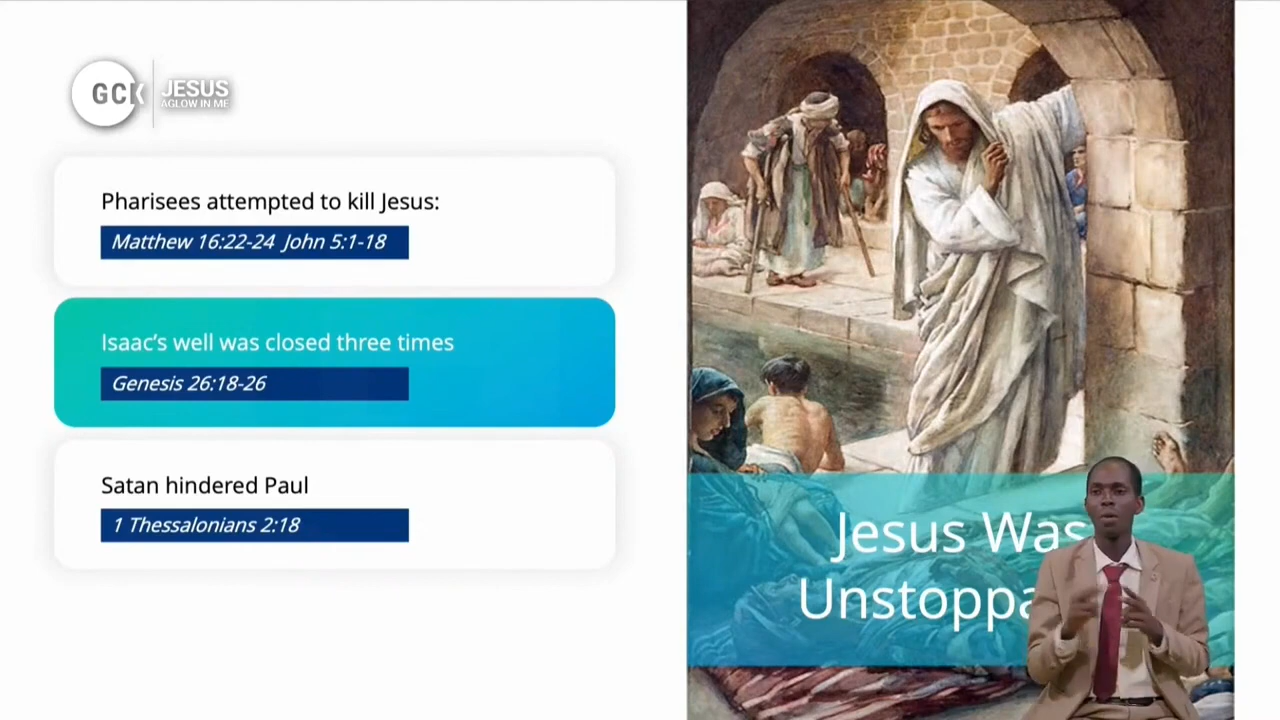 GCK
JESUS
AGLOW IN ME
Pharisees attempted to kill Jesus:
Matthew 16:22-24 John 5:1-18
Isaac's well was closed three times
Genesis 26:18-26
Satan hindered Paul
1 Thessalonians 2:18
Jesus Was
Unstoppa